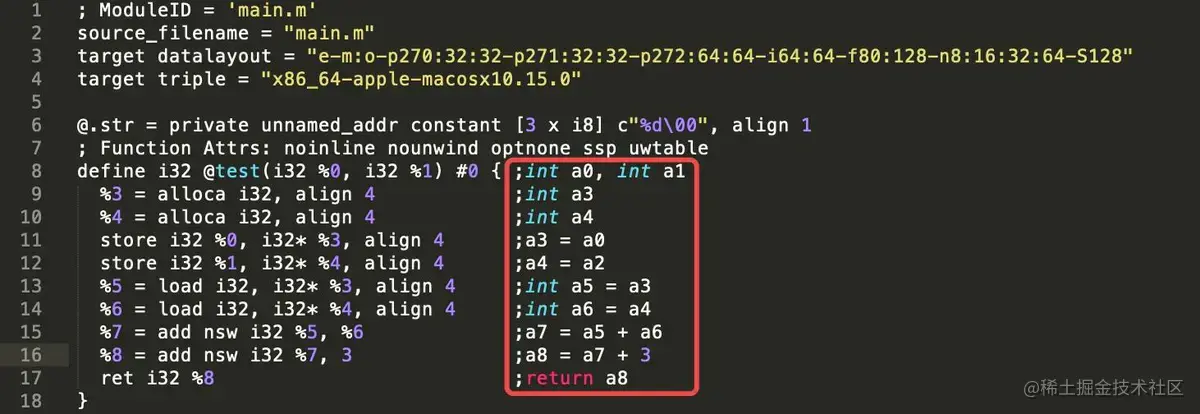 1 ; ModuleID = 'main.m'
2 source_filename = "main.m"
3 target datalayout = "e-m:o-p270:32:32-p271:32:32-p272:64:64-i64:64-f80:128-n8:16:32:64-S128"
4 target triple = "x86_64-apple-macosx10.15.0"
5
6 @.str = private unnamed_addr constant [3 x i8] c"%d\00", align 1
7 ; Function Attrs: noinline nounwind optnone ssp uwtable
8 define i32 @test(i32 %0, i32 %1) #0 { ;int a0, int a1
9 %3 = alloca i32, align 4 ;int a3
10 %4 = alloca i32, align 4 ;int a4
11 store i32 %0, i32* %3, align 4 ;a3 = a0
12 store i32 %1, i32* %4, align 4 ;a4 = a2
13 %5 = load i32, i32* %3, align 4 ;int a5 = a3
14 %6 = load i32, i32* %4, align 4 ;int a6 = a4
15 %7 = add nsw i32 %5, %6 ;a7 = a5 + a6
16 %8 = add nsw i32 %7, 3 ;a8 = a7 + 3
17 ret i32 %8 ;return a8
18 }
@稀土掘金技术社区